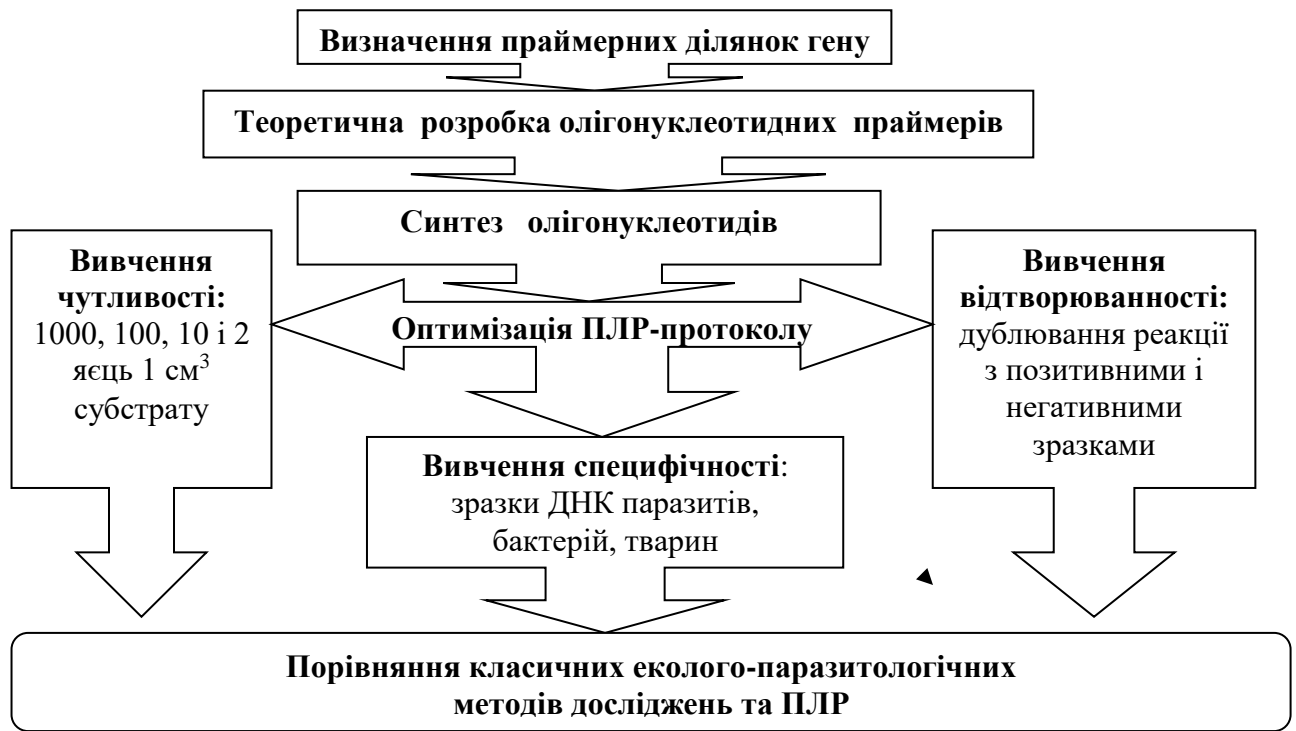 Визначення праймерних ділянок гену
Теоретична розробка олігонуклеотидних праймерів
Синтез олігонуклеотидів
Вивчення
чутливості:
1000, 100, 10 і 2
яєць 1 см³
субстрату
Оптимізація ПЛР-протоколу
Вивчення
відтворюванності:
дублювання реакції
з позитивними і
негативними
зразками
Вивчення специфічності:
зразки ДНК паразитів,
бактерій, тварин
Порівняння класичних еколого-паразитологічних
методів досліджень та ПЛР